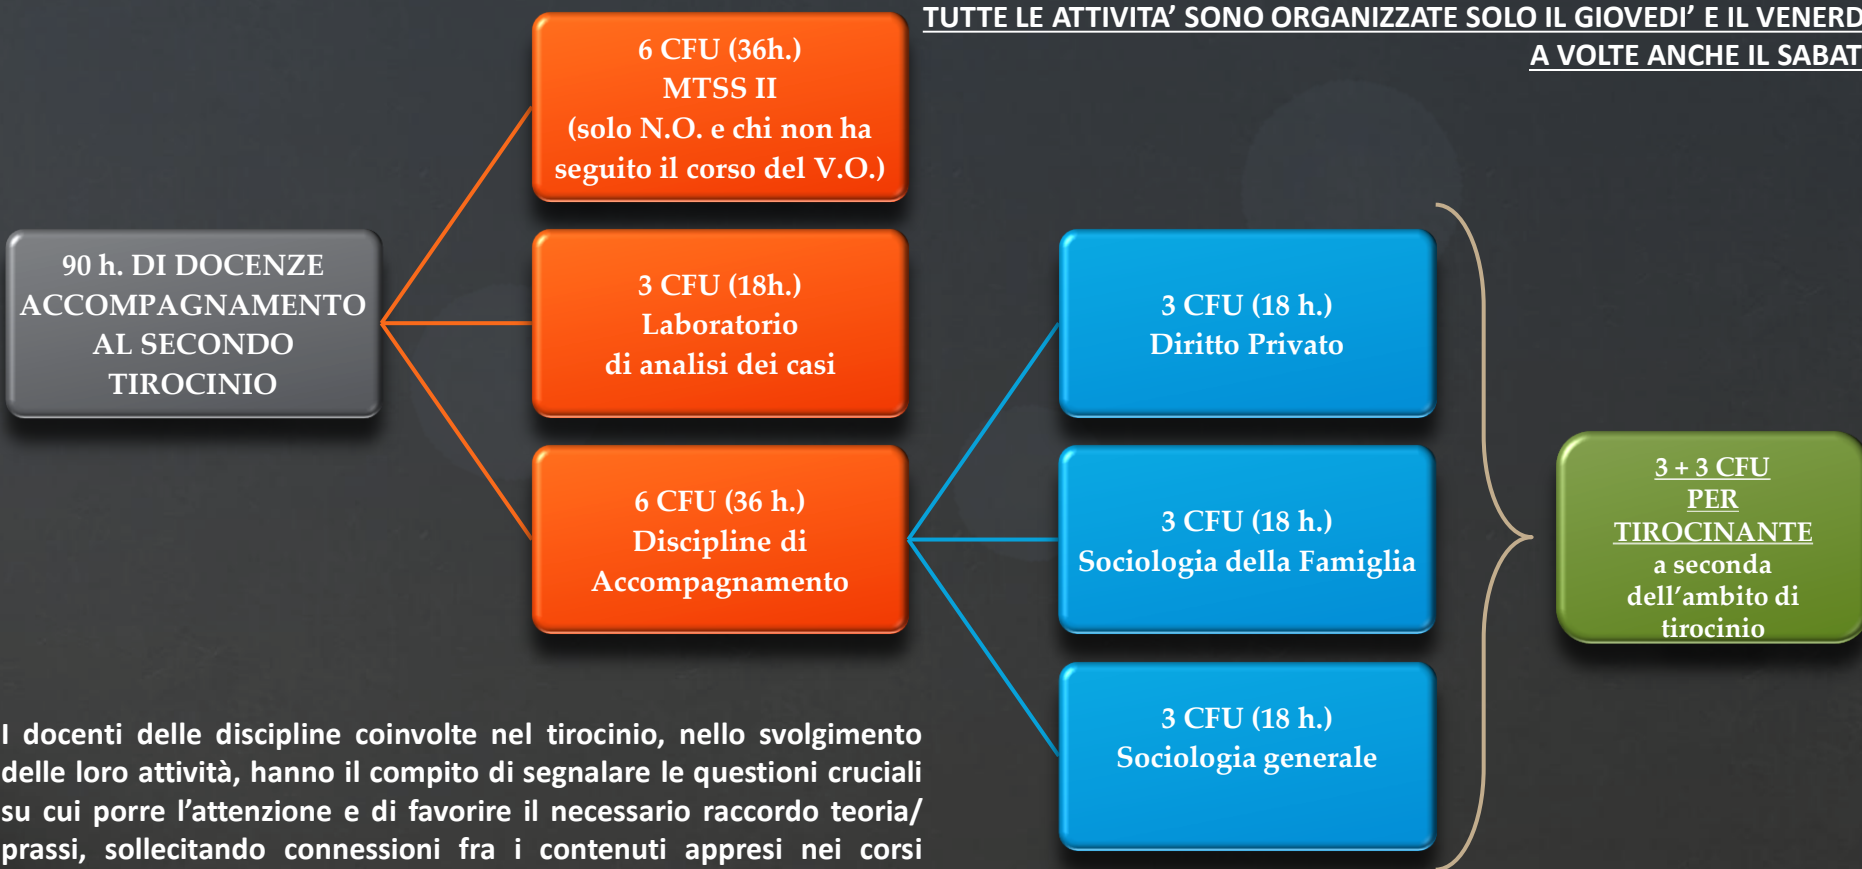 TUTTE LE ATTIVITA’ SONO ORGANIZZATE SOLO IL GIOVEDI’ E IL VENERD
A VOLTE ANCHE IL SABAT
90 h. DI DOCENZE
ACCOMPAGNAMENTO
AL SECONDO
TIROCINIO
6 CFU (36h.)
MTSS II
(solo N.O. e chi non ha
seguito il corso del V.O.)
3 CFU (18h.)
Laboratorio
di analisi dei casi
6 CFU (36 h.)
Discipline di
Accompagnamento
3 CFU (18 h.)
Diritto Privato
3 CFU (18 h.)
Sociologia della Famiglia
3 CFU (18 h.)
Sociologia generale
3 + 3 CFU
PER
TIROCINANTE
a seconda
dell’ambito di
tirocinio
I docenti delle discipline coinvolte nel tirocinio, nello svolgimento
delle loro attività, hanno il compito di segnalare le questioni cruciali
su cui porre l’attenzione e di favorire il necessario raccordo teoria/
prassi, sollecitando connessioni fra i contenuti appresi nei corsi